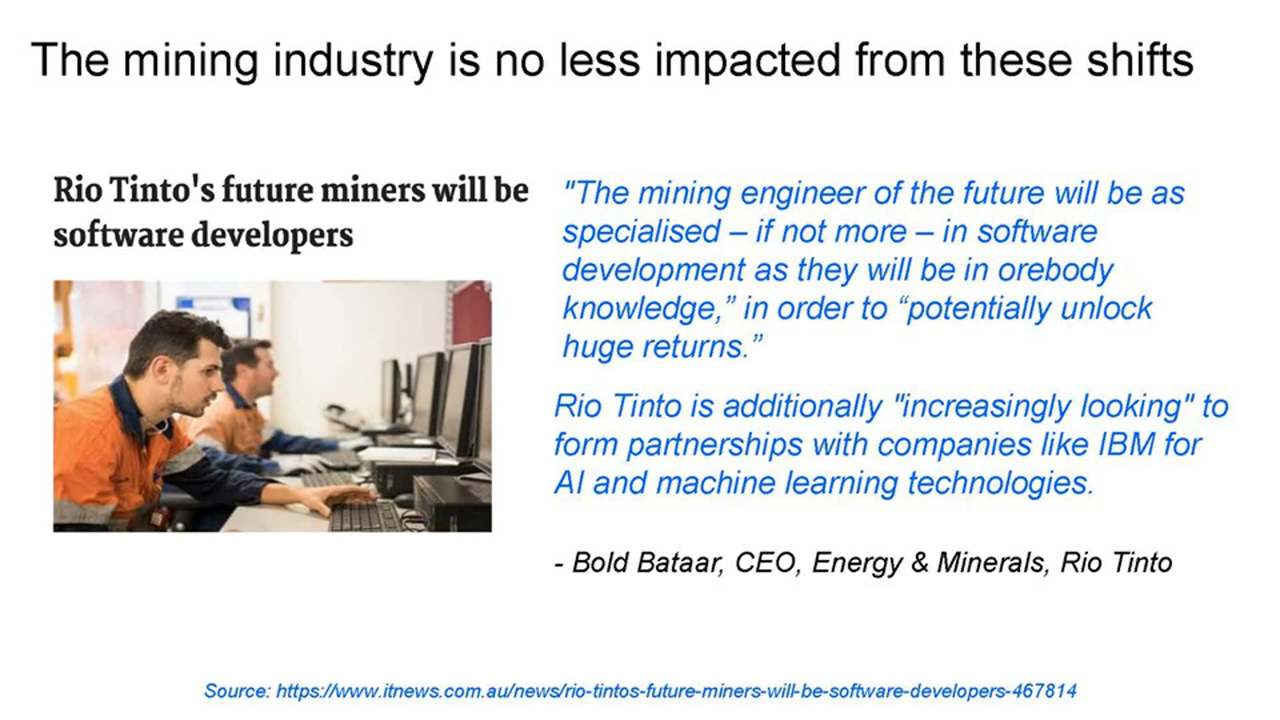 The mining industry is no less impacted from these shifts
Rio Tinto's future miners will be
software developers
"The mining engineer of the future will be as
specialised – if not more – in software
development as they will be in orebody
knowledge,” in order to “potentially unlock
huge returns.”
Rio Tinto is additionally "increasingly looking" to
form partnerships with companies like IBM for
AI and machine learning technologies.
- Bold Bataar, CEO, Energy & Minerals, Rio Tinto
Source: https://www.itnews.com.au/news/rio-tintos-future-miners-will-be-software-developers-467814